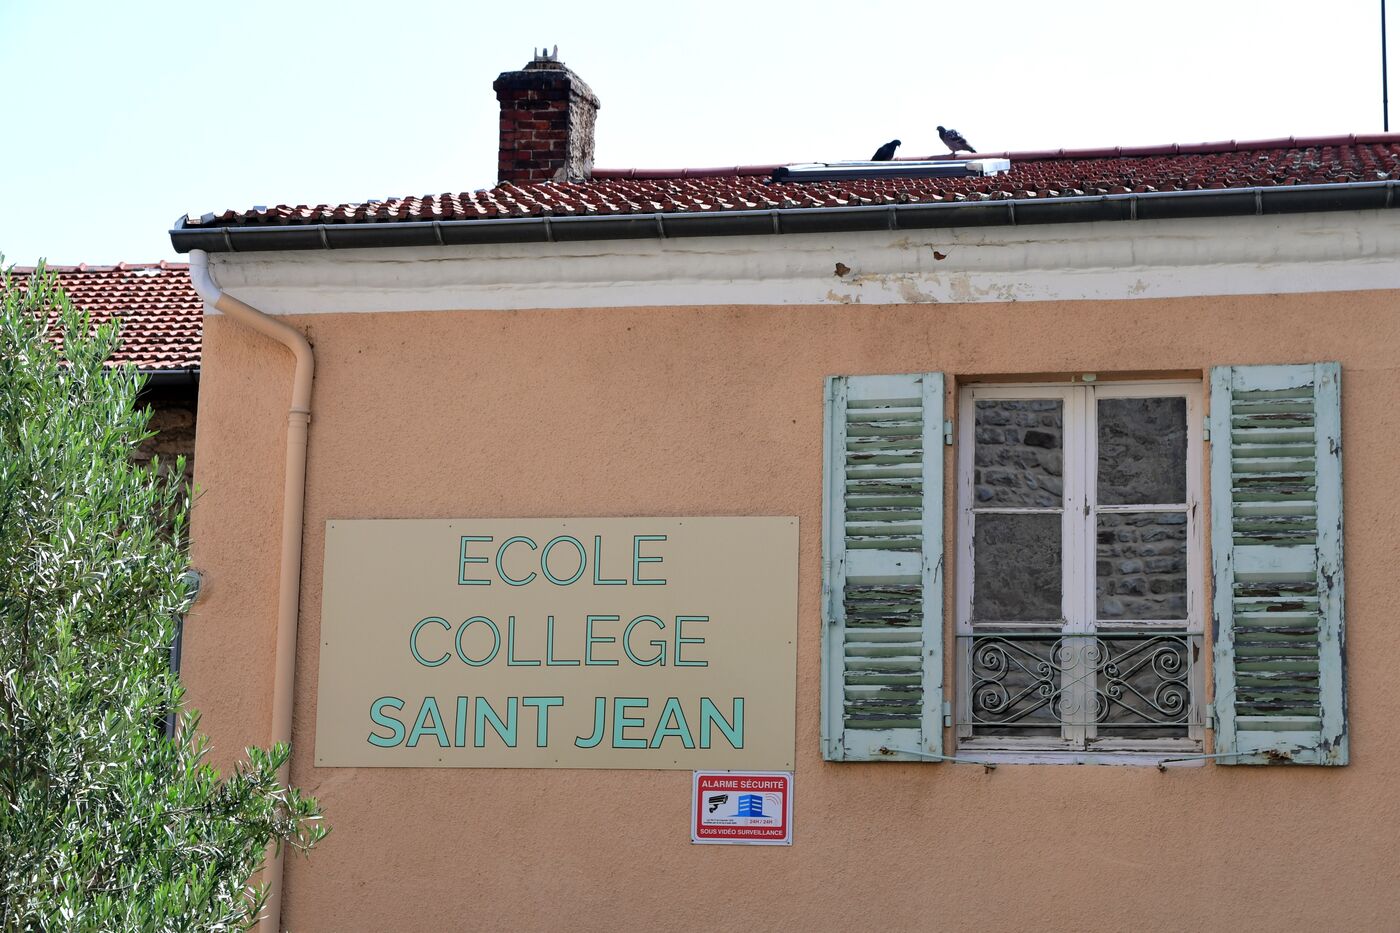 ECOLE
COLLEGE
SAINT JEAN
ALARME SÉCURITÉ
24H / 24H
SOUS VIDÉO SURVEILLANCE